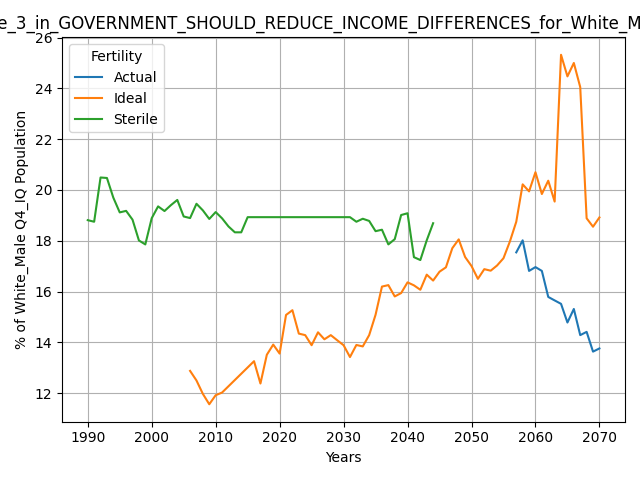 e_3_in_GOVERNMENT_SHOULD_REDUCE_INCOME_DIFFERENCES_for_White_M
Fertility
Actual
Ideal
Sterile
% of White_Male Q4_IQ Population
26
24
22
20
18
16
14
12
1990 2000 2010 2020 2030 2040 2050 2060 2070
Years